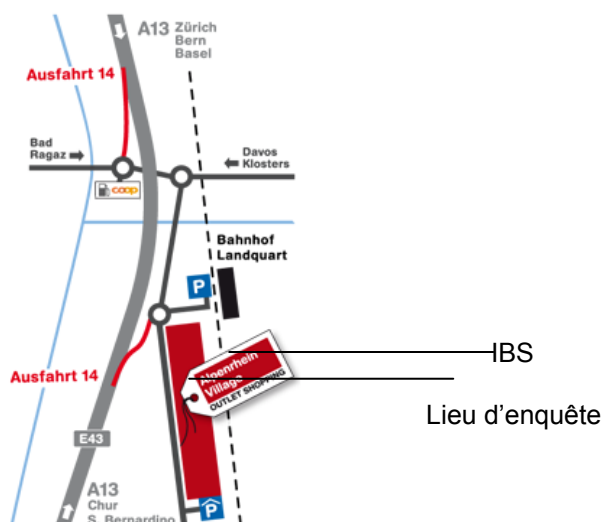 A13 Zürich
Bern
Basel
Ausfahrt 14
Bad
Ragaz
Davos
Klosters
coop
Bahnhof
Landquart
P
Alpenrhein
Village
OUTLET SHOPPING
IBS
Ausfahrt 14
Lieu d’enquête
E43
A13
Chur
S. Bernardino
P